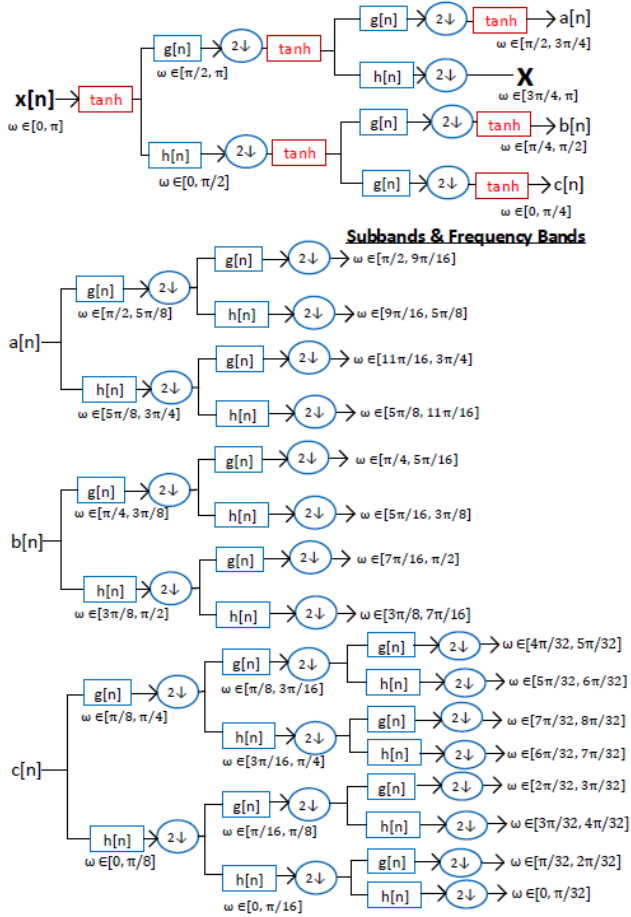 g[n] 2↓ tanh a[n]
ω ∈[π/2, 3π/4]
g[n] 2↓ tanh
ω ∈[π/2, π]
h[n] 2↓ X
ω ∈[3π/4, π]
x[n] tanh
ω ∈[0, π]
g[n] 2↓ tanh b[n]
ω ∈[π/4, π/2]
h[n] 2↓ tanh
ω ∈[0, π/2]
g[n] 2↓ tanh c[n]
ω ∈[0, π/4]
Subbands & Frequency Bands
g[n] 2↓ ω ∈[π/2, 9π/16]
g[n] 2↓
ω ∈[π/2, 5π/8]
h[n] 2↓ ω ∈[9π/16, 5π/8]
a[n]
g[n] 2↓ ω ∈[11π/16, 3π/4]
h[n] 2↓
ω ∈[5π/8, 3π/4]
h[n] 2↓ ω ∈[5π/8, 11π/16]
g[n] 2↓ ω ∈[π/4, 5π/16]
g[n] 2↓
ω ∈[π/4, 3π/8]
h[n] 2↓ ω ∈[5π/16, 3π/8]
b[n]
g[n] 2↓ ω ∈[7π/16, π/2]
h[n] 2↓
ω ∈[3π/8, π/2]
h[n] 2↓ ω ∈[3π/8, 7π/16]
g[n] 2↓ ω ∈[4π/32, 5π/32]
g[n] 2↓
ω ∈[π/8, 3π/16]
h[n] 2↓ ω ∈[5π/32, 6π/32]
g[n] 2↓
ω ∈[π/8, π/4]
g[n] 2↓ ω ∈[7π/32, 8π/32]
h[n] 2↓
ω ∈[3π/16, π/4]
h[n] 2↓ ω ∈[6π/32, 7π/32]
c[n]
g[n] 2↓ ω ∈[2π/32, 3π/32]
g[n] 2↓
ω ∈[π/16, π/8]
h[n] 2↓ ω ∈[3π/32, 4π/32]
h[n] 2↓
ω ∈[0, π/8]
g[n] 2↓ ω ∈[π/32, 2π/32]
h[n] 2↓
ω ∈[0, π/16]
h[n] 2↓ ω ∈[0, π/32]